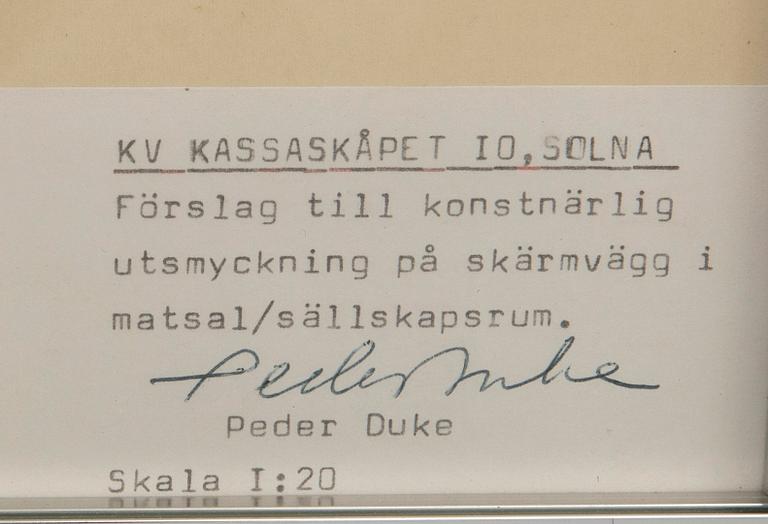 KV KASSASKÅPET IO, SOLNA
Förslag till konstnärlig
utsmyckning på skärmvägg i
matsal/sällskapsrum.
Peder Duke
Peder Duke
Skala I:20